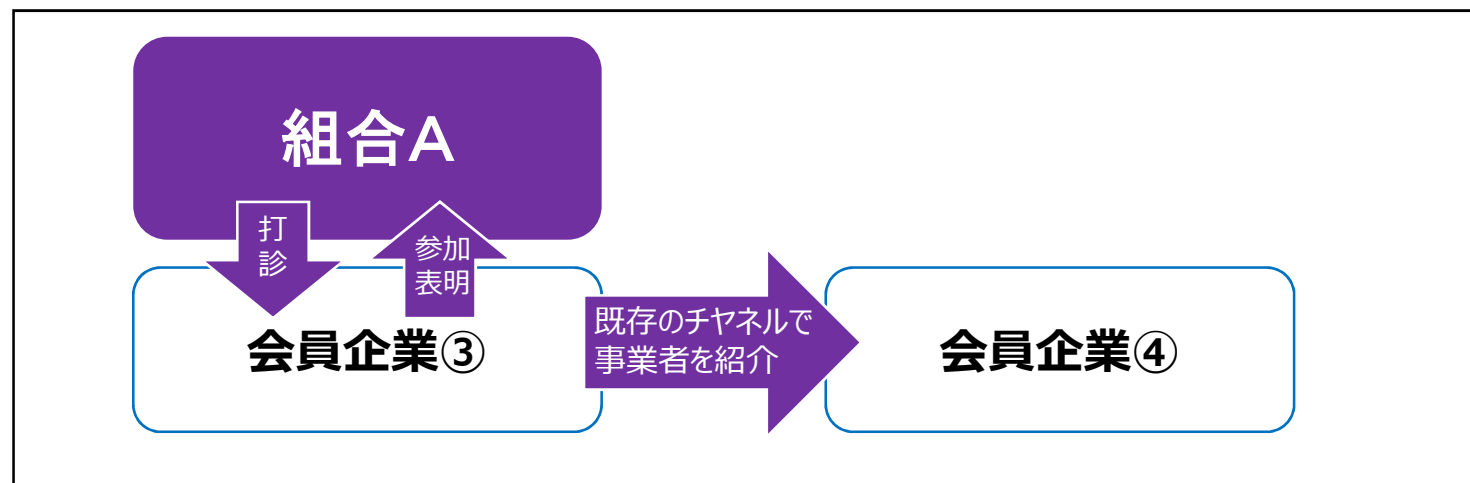 組合A
打
診
参加
表明
会員企業③
既存のチヤネルで
事業者を紹介
会員企業④